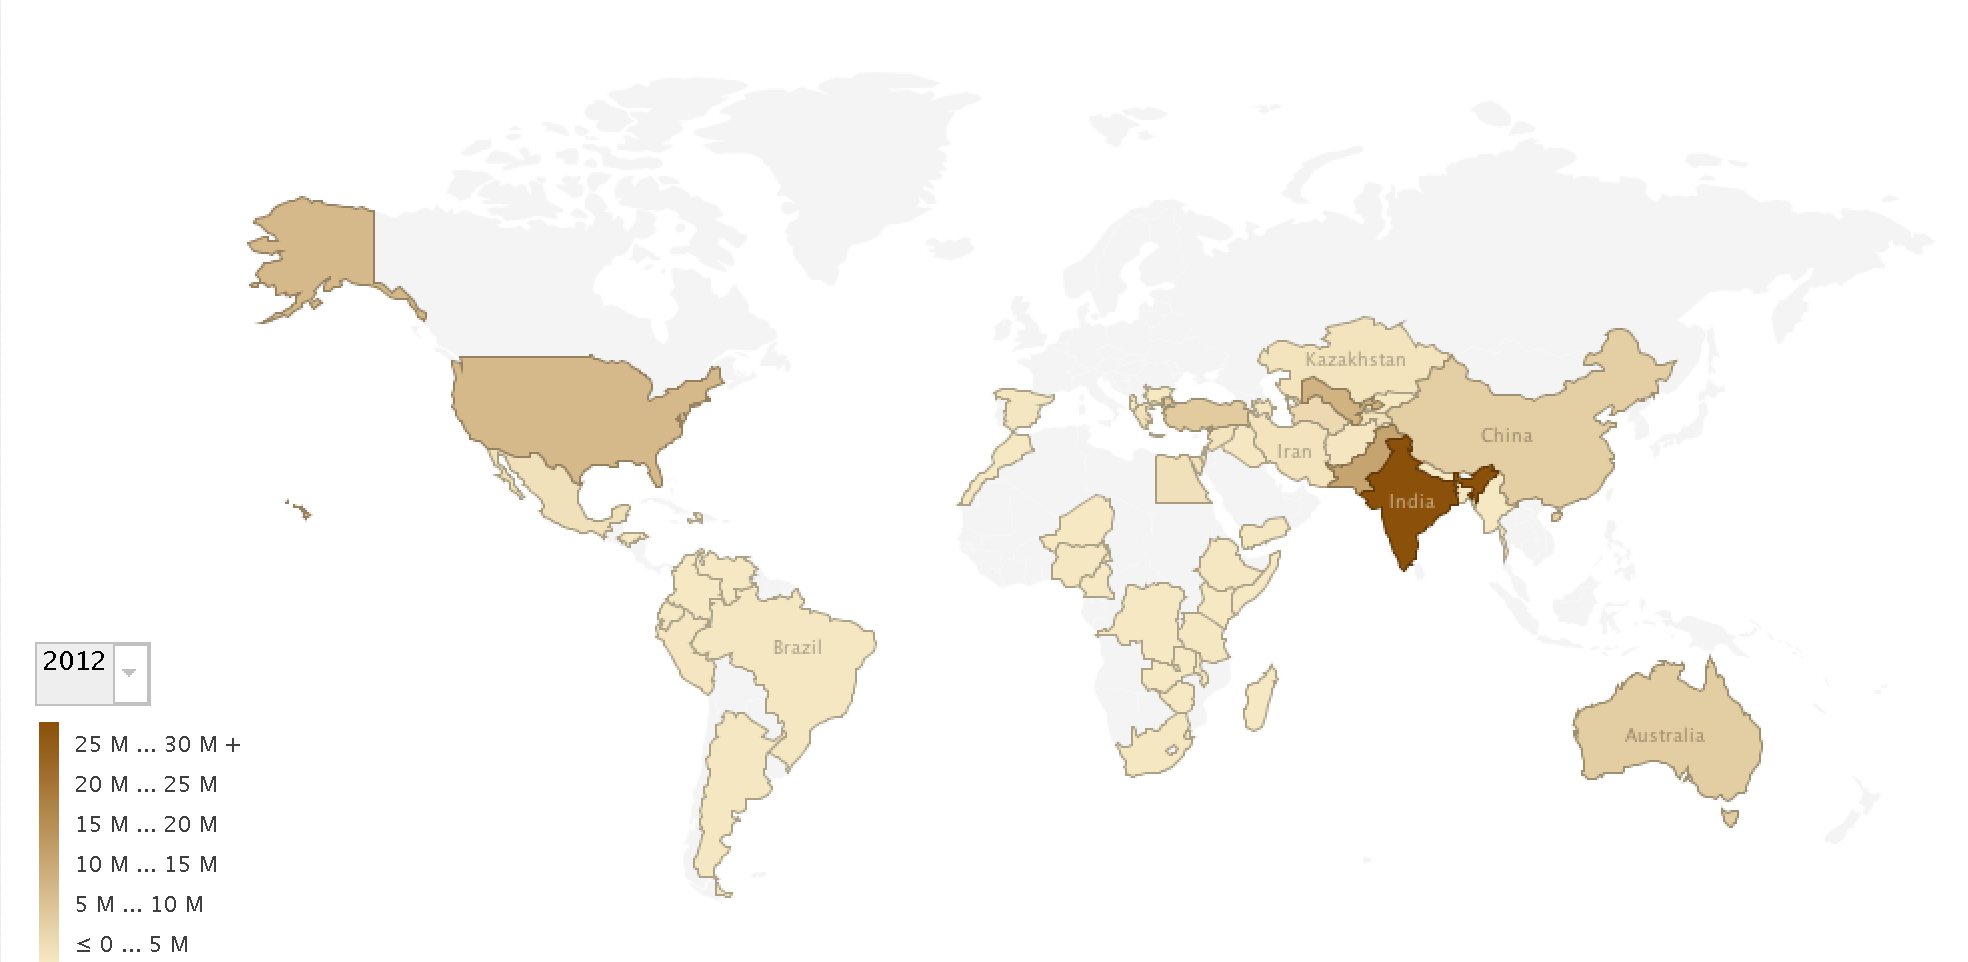 Kazakhstan
China
Iran
India
Brazil
Australia
2012
25 M ... 30 M +
20 M ... 25 M
15 M ... 20 M
10 M ... 15 M
5 M ... 10 M
≤ 0 ... 5 M